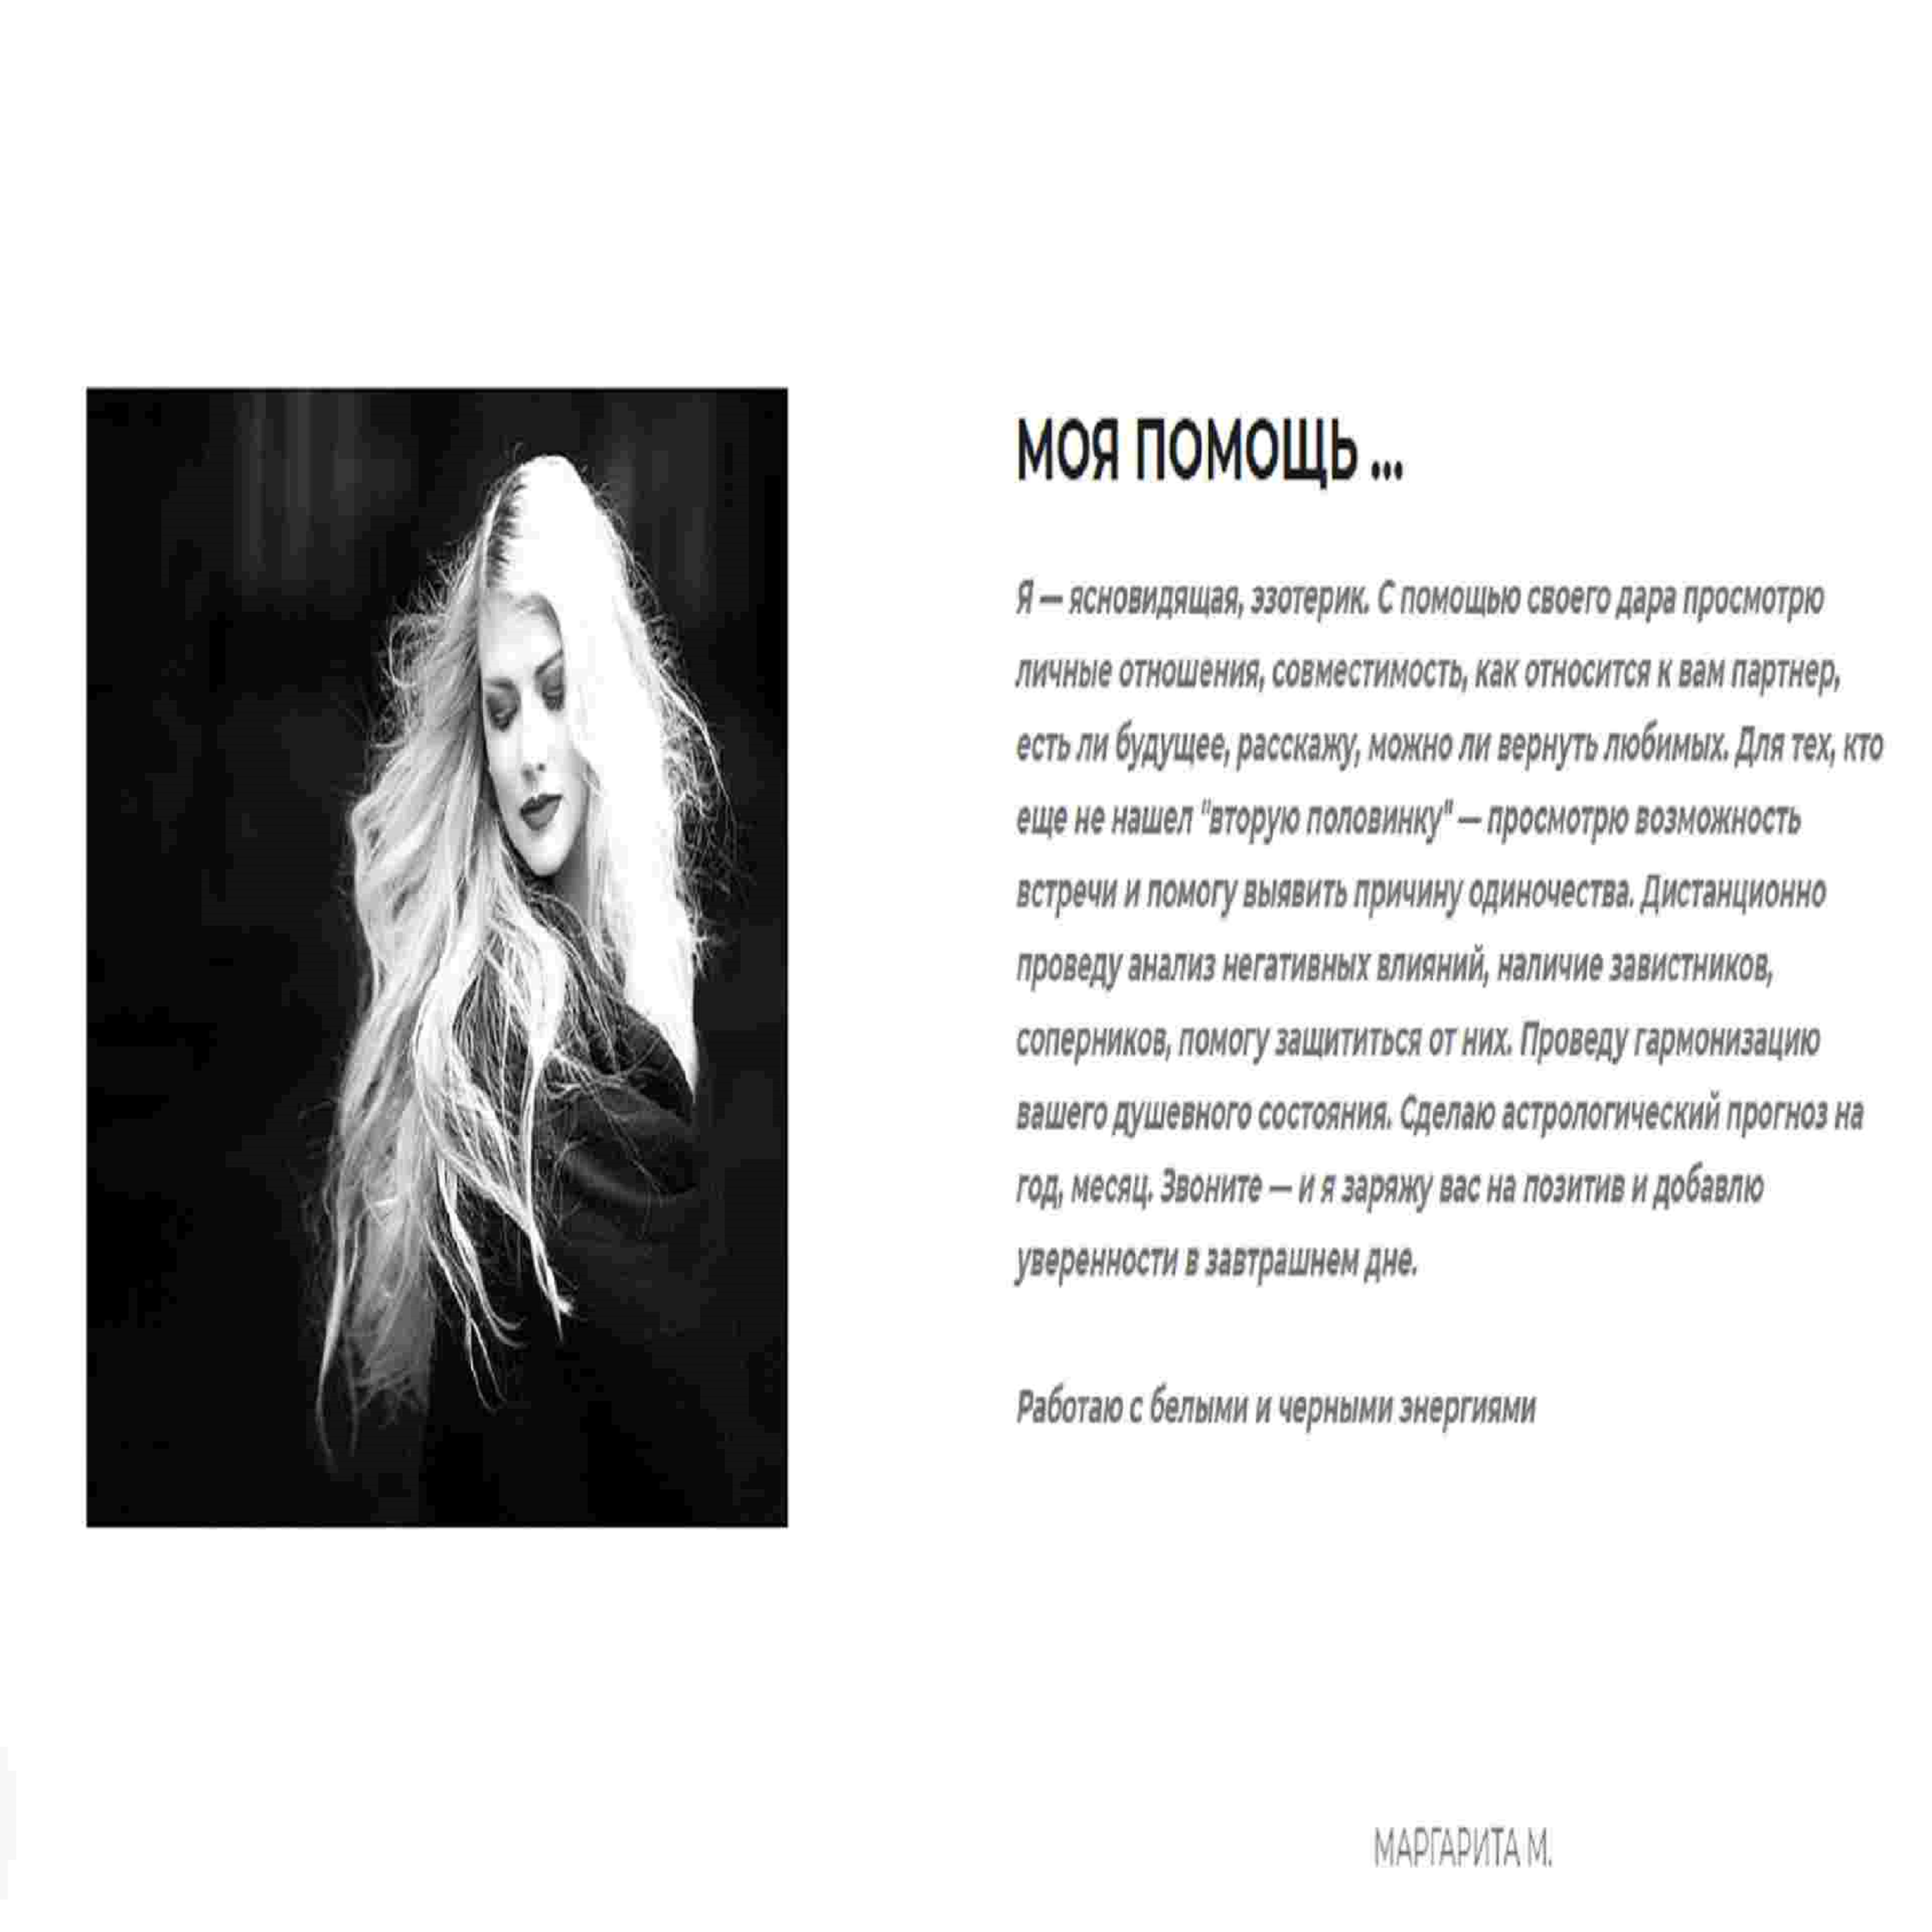 МОЯ ПОМОЩЬ ...
Я — ясновидящая, эзотерик. С помощью своего дара просмотрю
личные отношения, совместимость, как относится к вам партнер,
есть ли будущее, расскажу, можно ли вернуть любимых. Для тех, кто
еще не нашел "вторую половинку" — просмотрю возможность
встречи и помогу выявить причину одиночества. Дистанционно
проведу анализ негативных влияний, наличие завистников,
соперников, помогу защититься от них. Проведу гармонизацию
вашего душевного состояния. Сделаю астрологический прогноз на
год, месяц. Звоните — и я заряжу вас на позитив и добавлю
уверенности в завтрашнем дне.
Работаю с белыми и черными энергиями
МАРГАРИТА М.